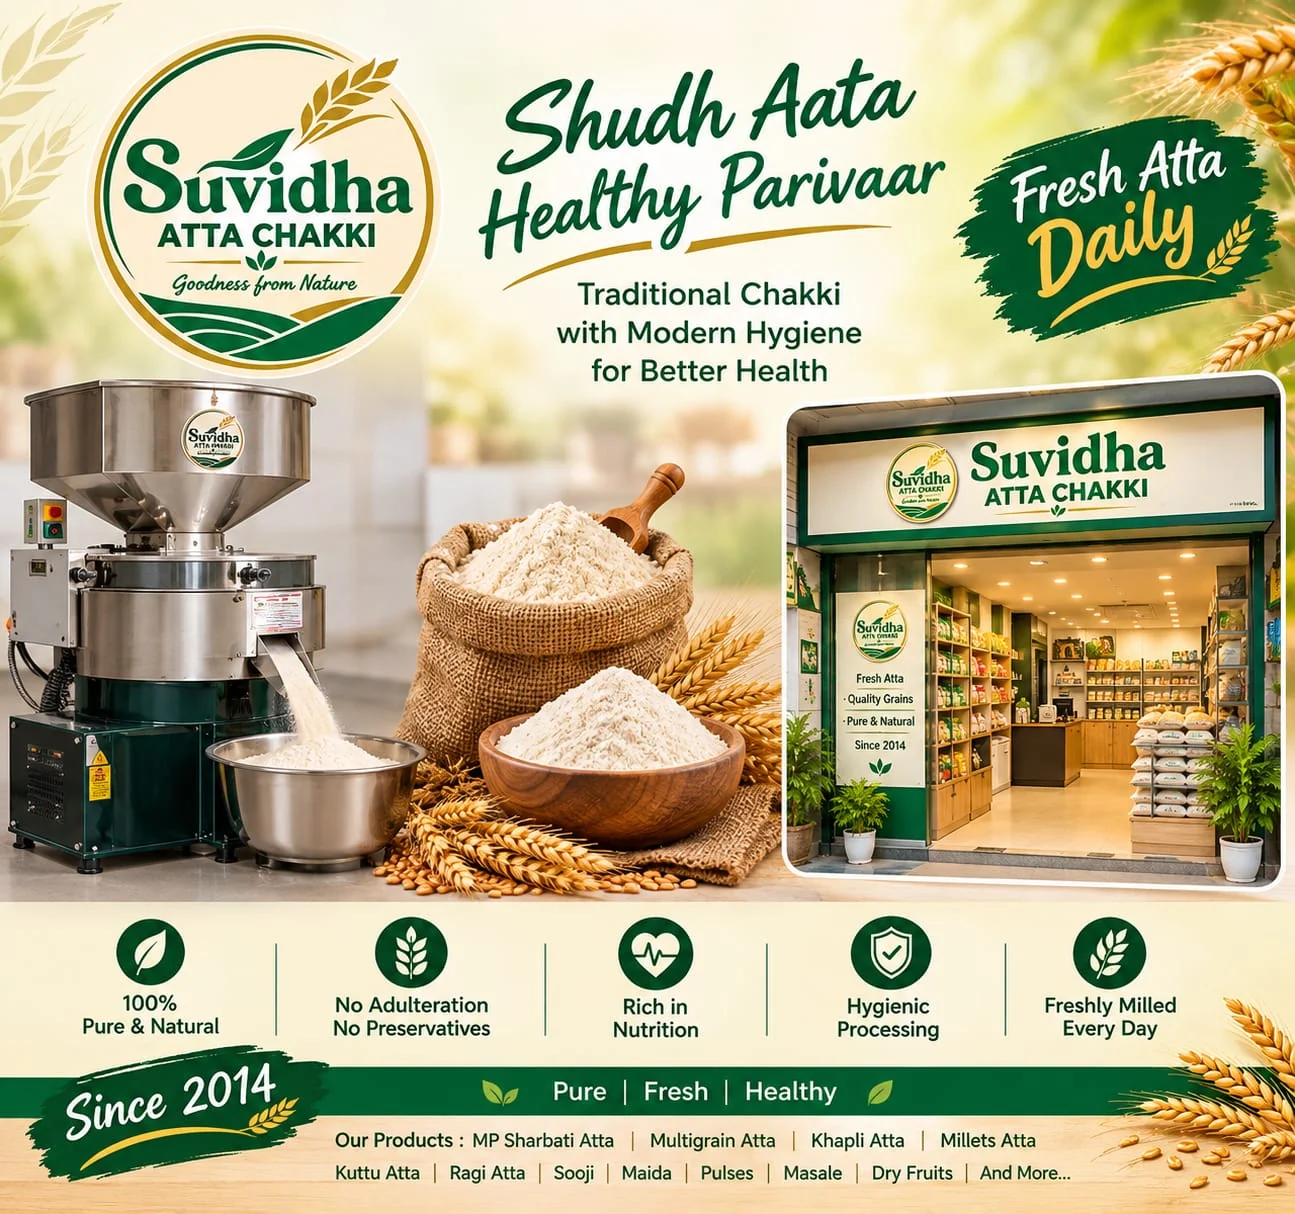 Suvidha
ATTA CHAKKI
Goodness from Nature
Shudh Aata
Healthy Parivaar
Traditional Chakki
with Modern Hygiene
for Better Health
Fresh Atta
Daily
Suvidha
ATTA CHAKKI
Suvidha
ATTA CHAKKI
Suvidha
ATTA CHAKKI
Suvidha
Fresh Atta
· Quality Grains
· Pure & Natural
Since 2014
100%
Pure & Natural
No Adulteration
No Preservatives
Rich in
Nutrition
Hygienic
Processing
Freshly Milled
Every Day
Since 2014
Pure | Fresh | Healthy
Our Products : MP Sharbati Atta | Multigrain Atta | Khapli Atta | Millets Atta
Kuttu Atta | Ragi Atta | Sooji | Maida | Pulses | Masale | Dry Fruits | And More...